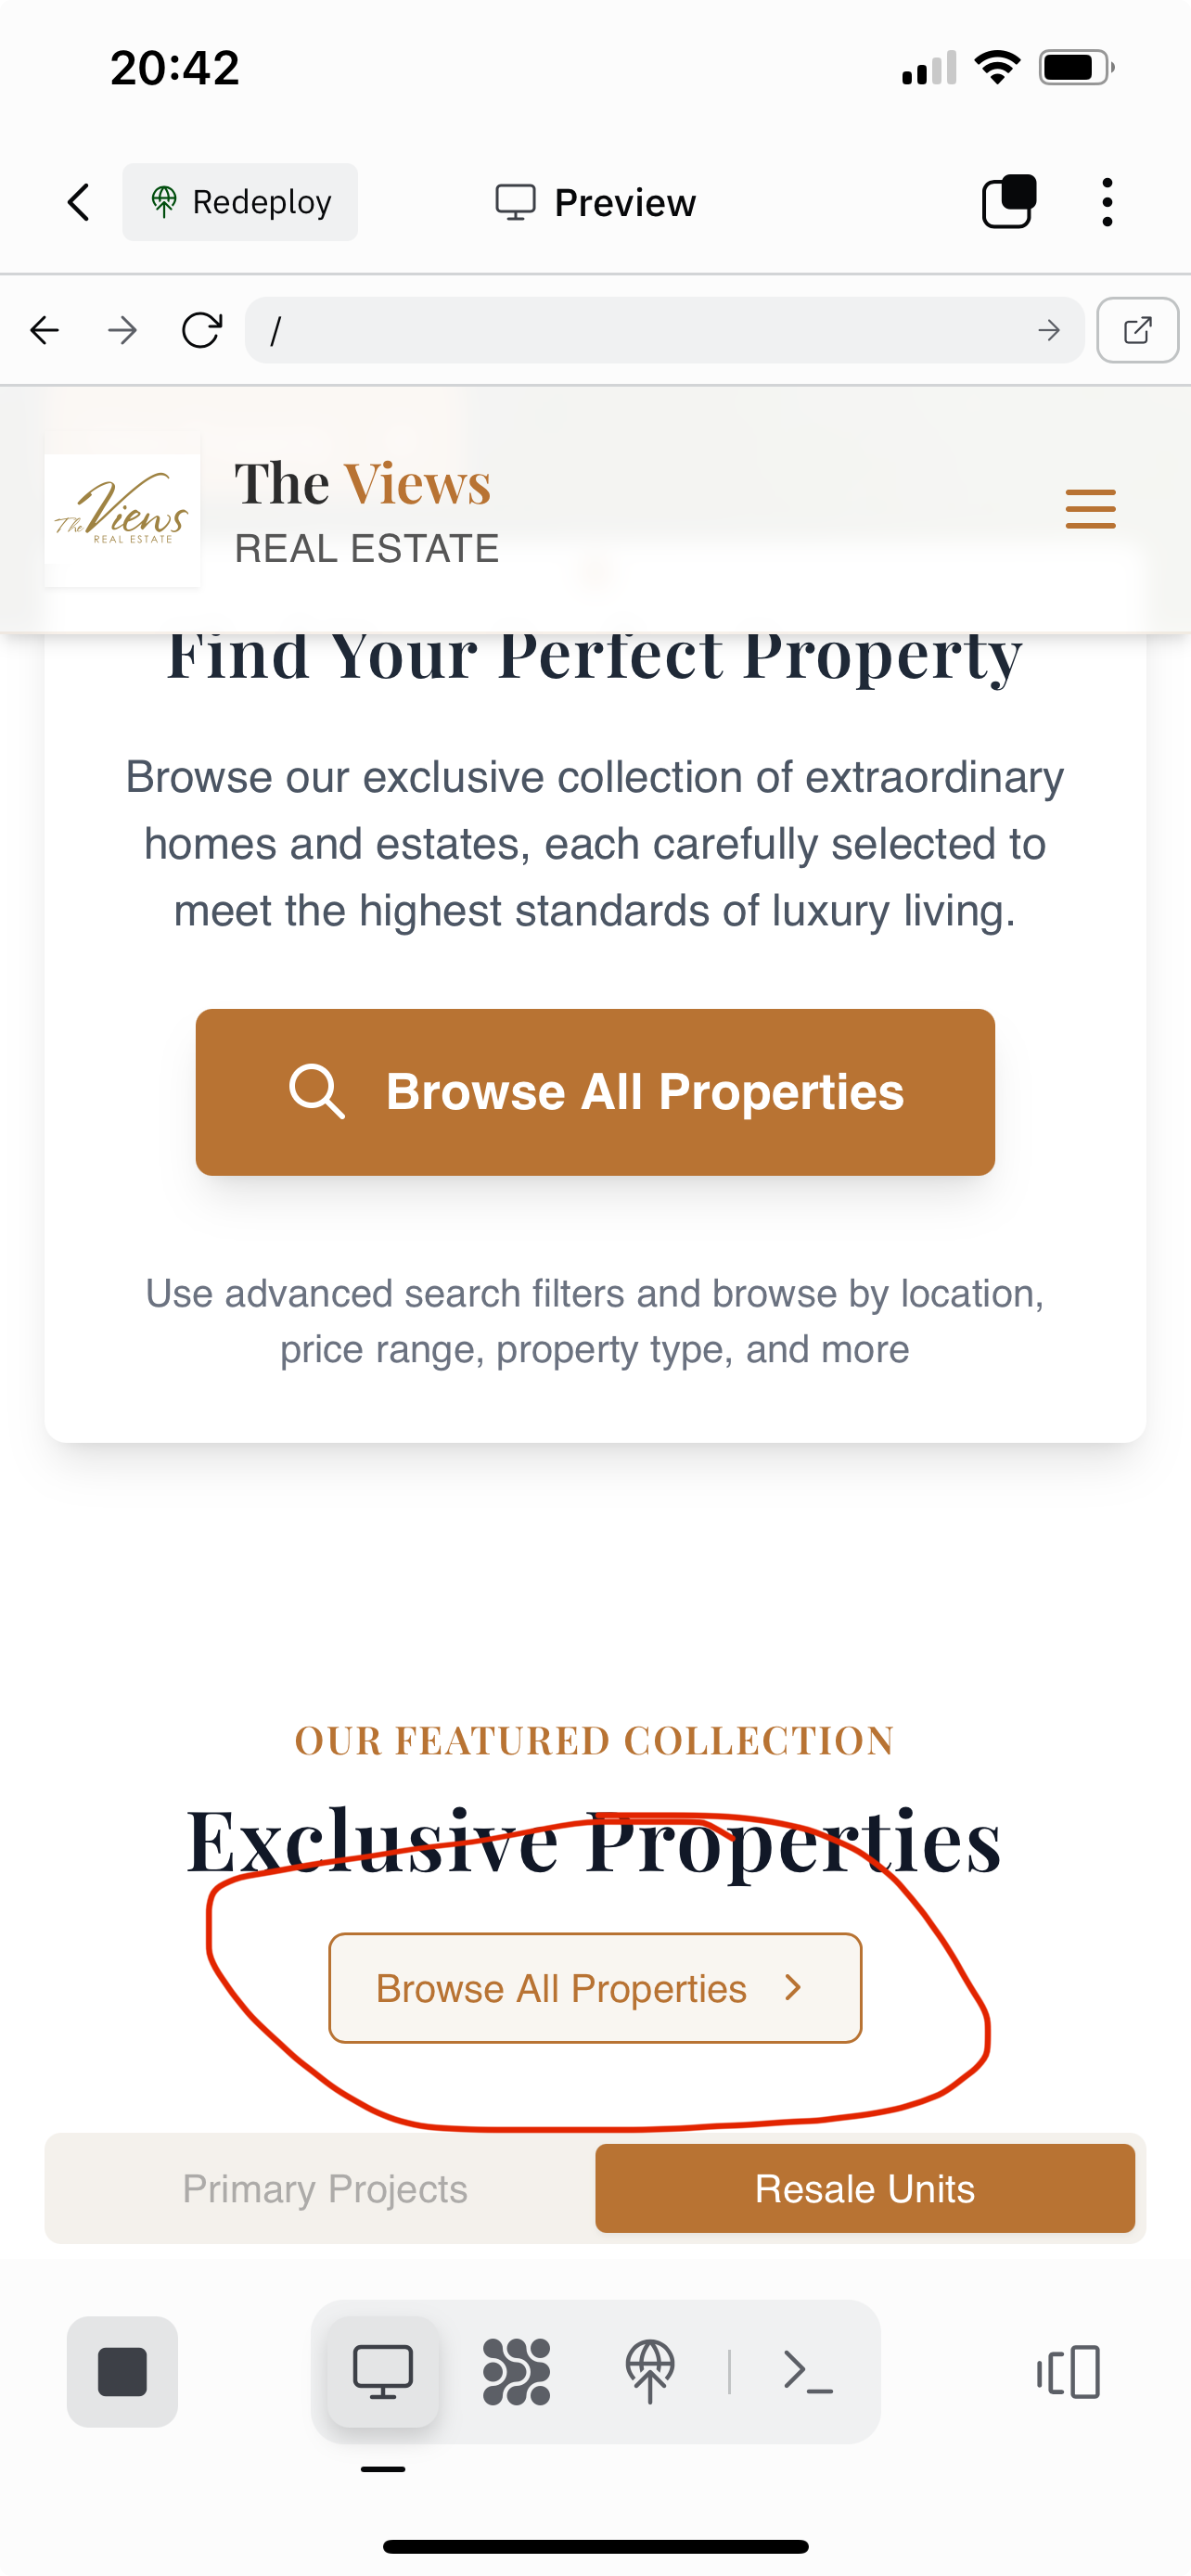 20:42
Redeploy
Preview
/
The Views
REAL ESTATE
The Views
REAL ESTATE
Find Your Perfect Property
Browse our exclusive collection of extraordinary
homes and estates, each carefully selected to
meet the highest standards of luxury living.
Browse All Properties
Use advanced search filters and browse by location,
price range, property type, and more
OUR FEATURED COLLECTION
Exclusive Properties
Browse All Properties
Primary Projects
Resale Units